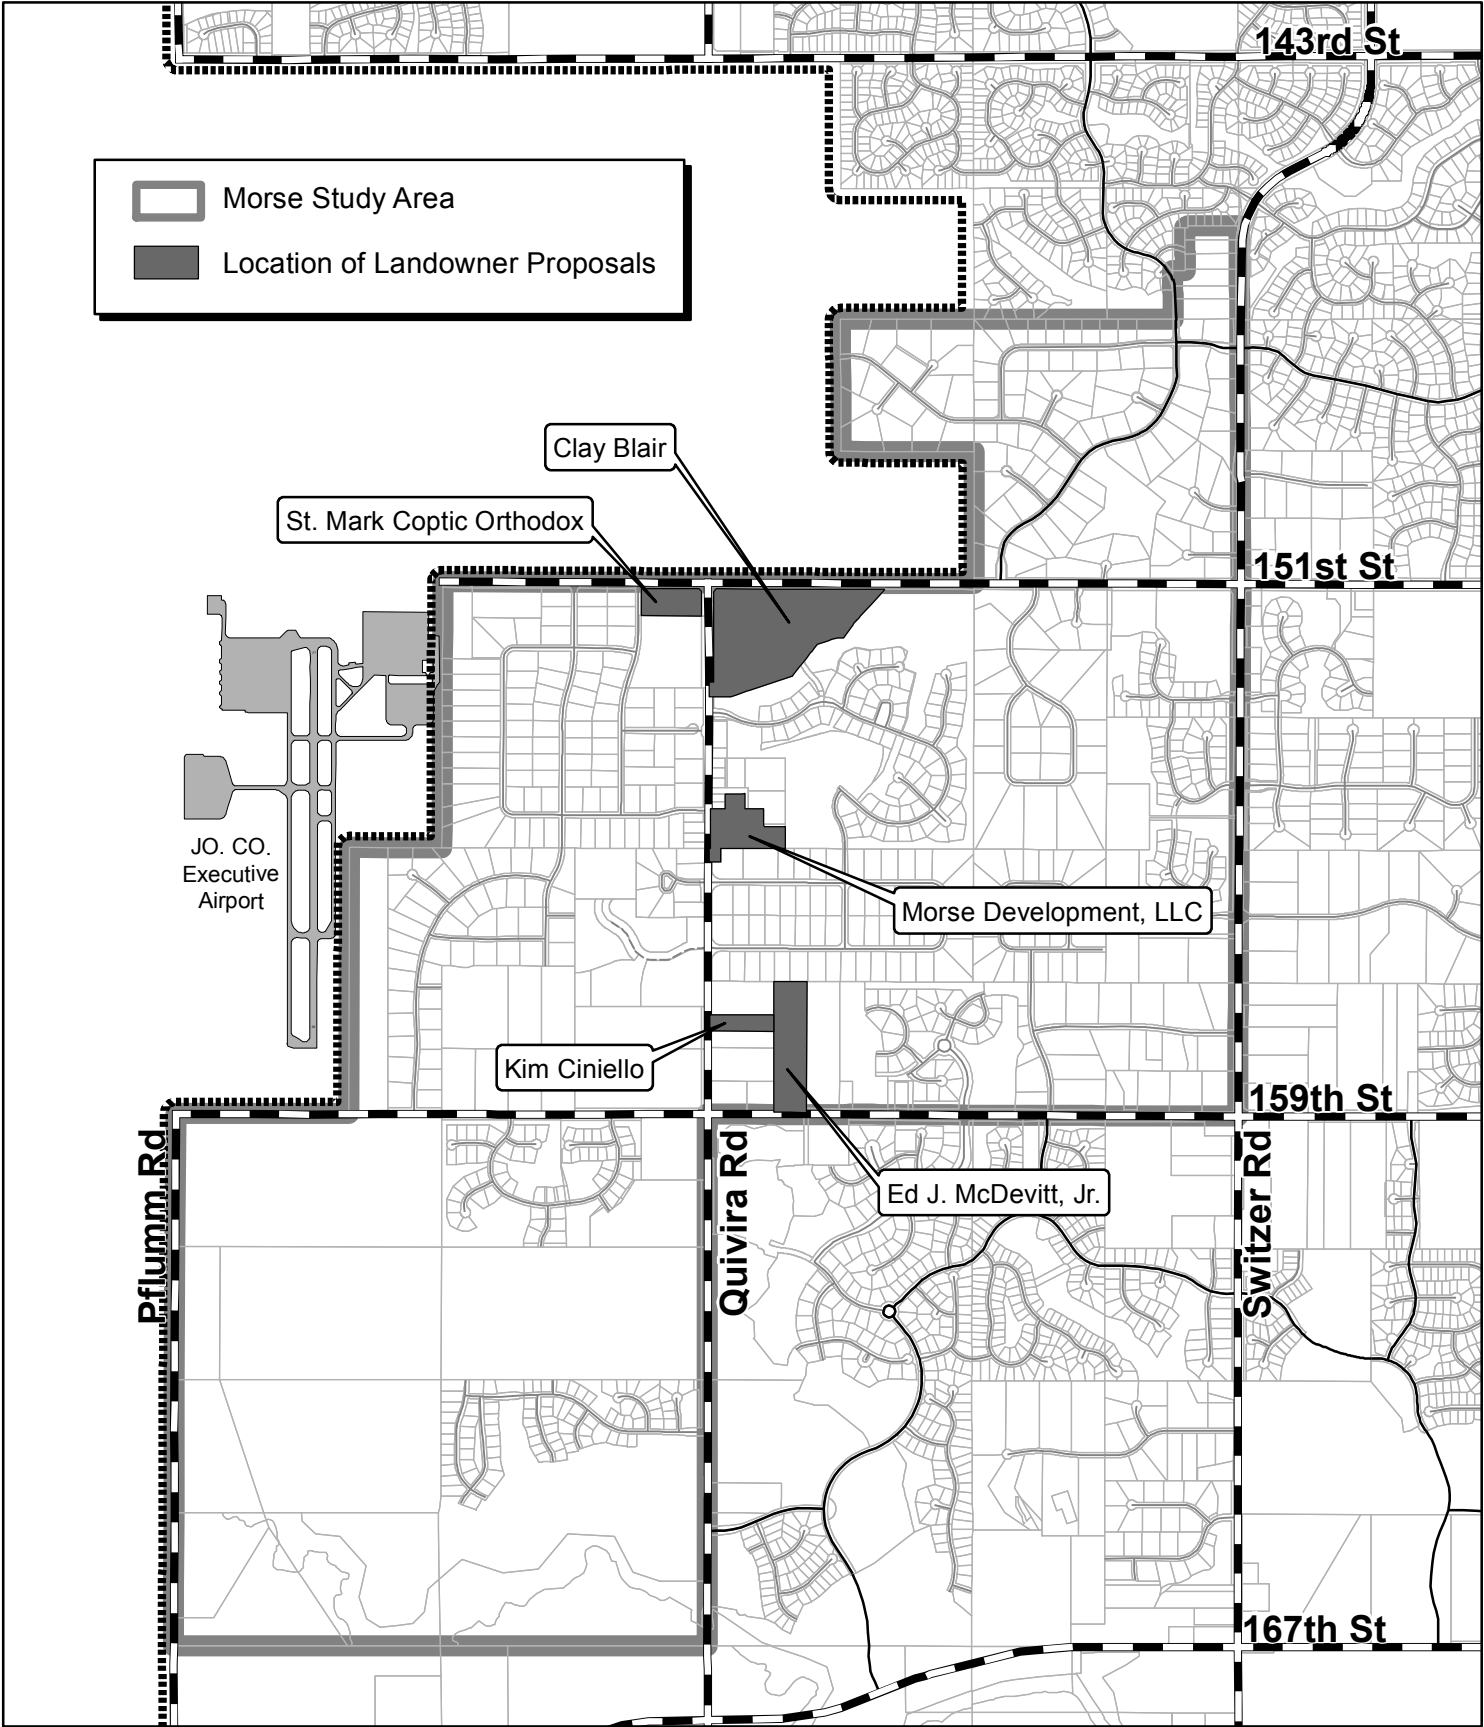 143rd St
Morse Study Area
Location of Landowner Proposals
Clay Blair
St. Mark Coptic Orthodox
151st St
JO. CO.
Executive
Airport
Morse Development, LLC
Kim Ciniello
159th St
Pflumm Rd
Quivira Rd
Switzer Rd
Ed J. McDevitt, Jr.
167th St